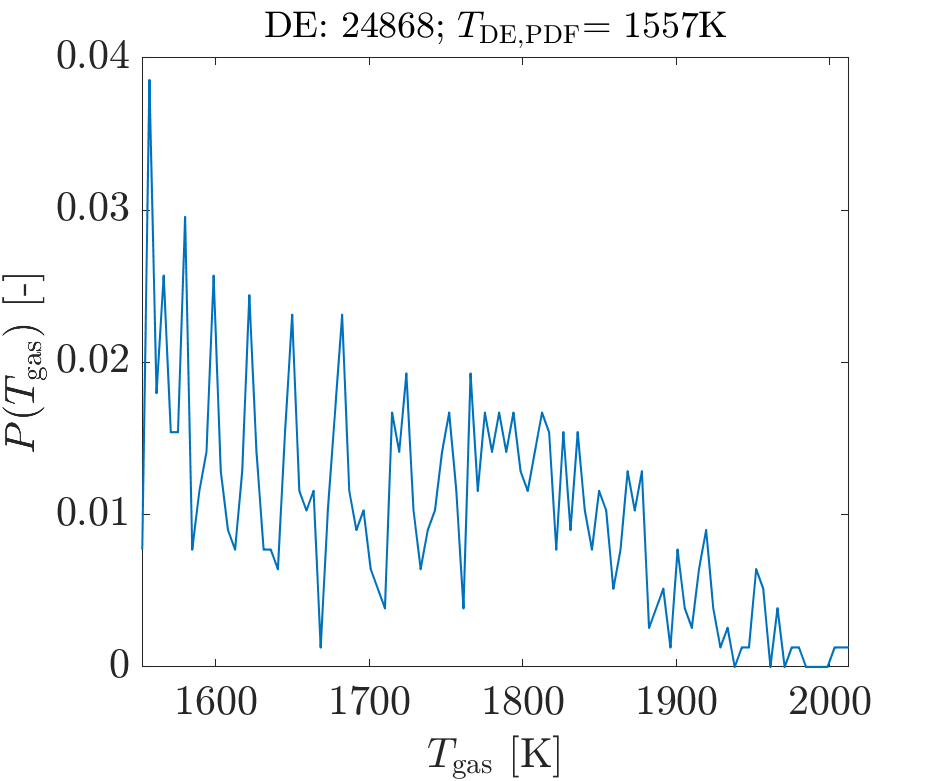 DE: 24868; T_DE,PDF= 1557K
0.04
0.03
0.02
0.01
0
P(T_gas) [-]
1600 1700 1800 1900 2000
T_gas [K]